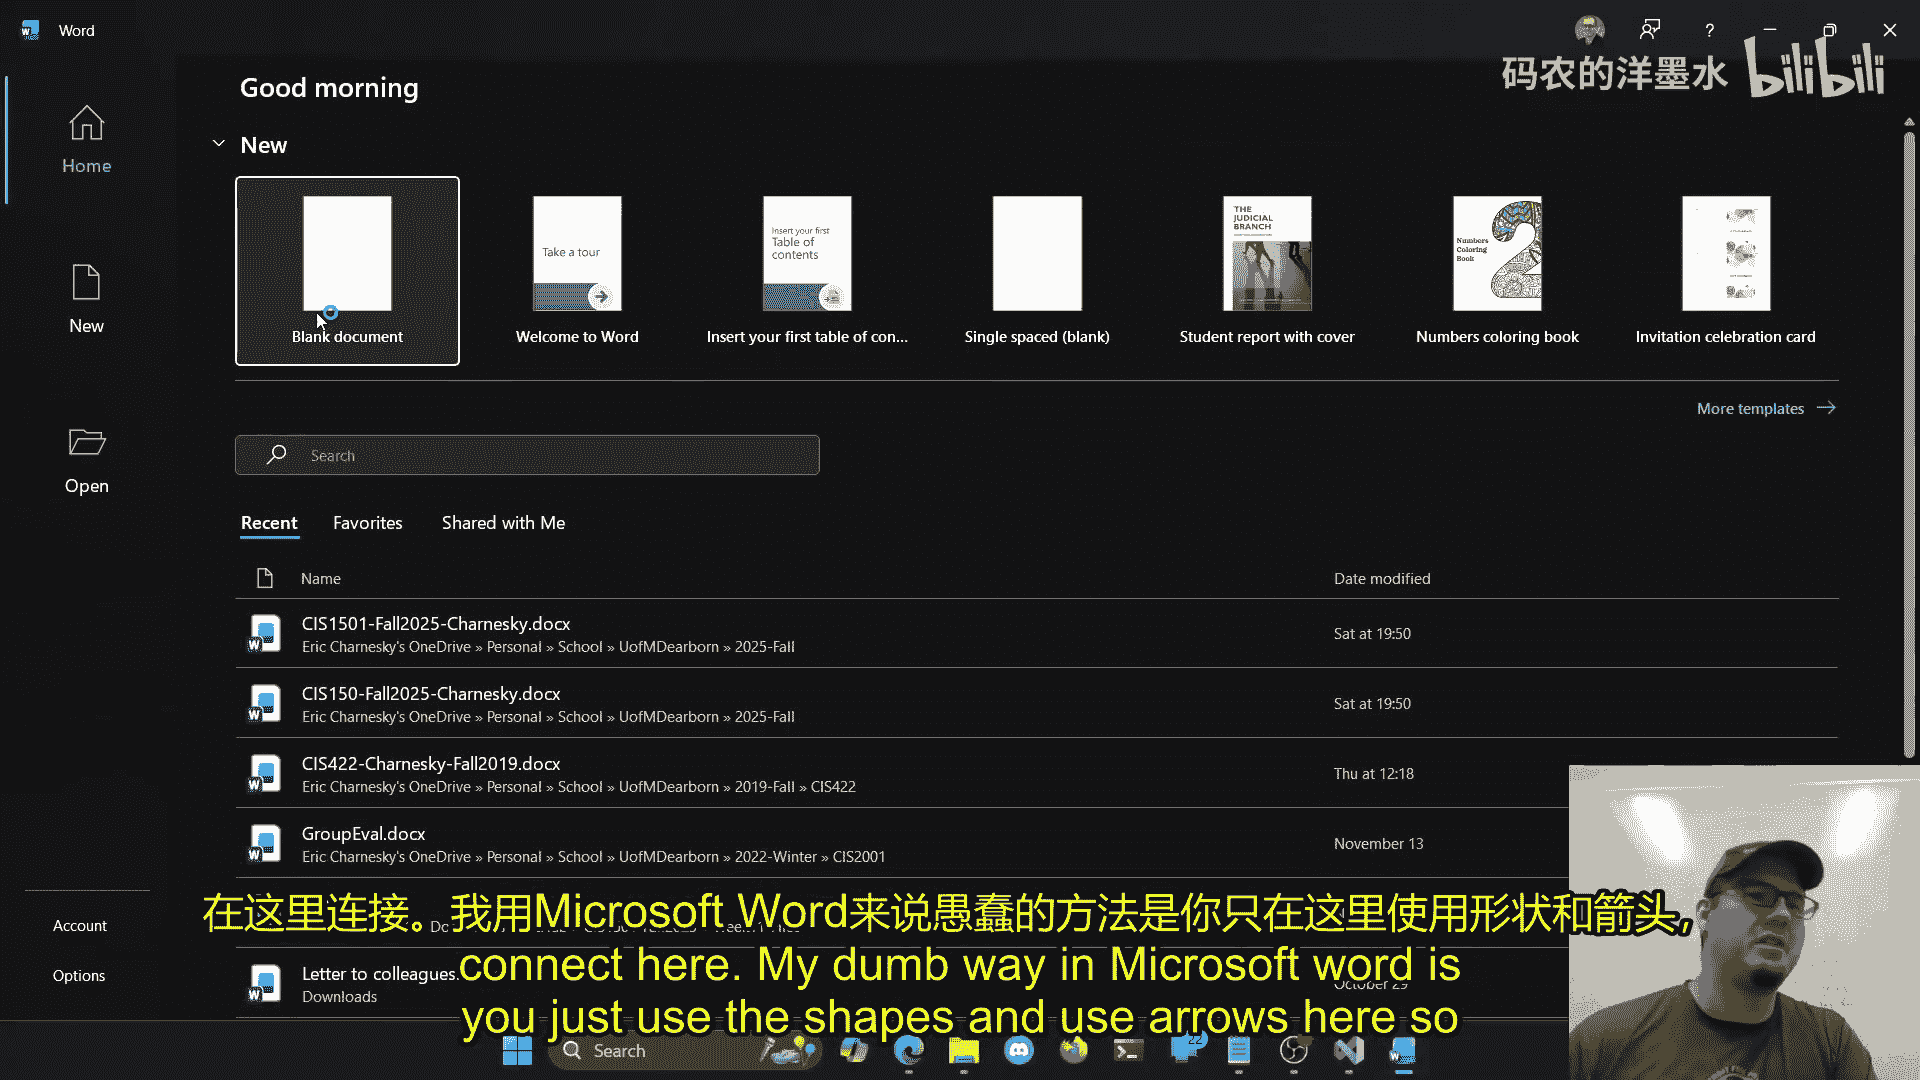 Word
?
码农的洋墨水 bilibili
Good morning
Home
New
THE
JUDICIAL
BRANCH
Take a tour
Insert your first
Table of
contents
Numbers
Coloring
Book
Blank document
Welcome to Word
Insert your first table of con...
Single spaced (blank)
Student report with cover
Numbers coloring book
Invitation celebration card
New
More templates
Search
Open
Recent
Favorites
Shared with Me
Name
Date modified
CIS1501-Fall2025-Charnesky.docx
Eric Charnesky's OneDrive » Personal » School » UofMDearborn » 2025-Fall
Sat at 19:50
CIS150-Fall2025-Charnesky.docx
Eric Charnesky's OneDrive » Personal » School » UofMDearborn » 2025-Fall
Sat at 19:50
CIS422-Charnesky-Fall2019.docx
Eric Charnesky's OneDrive » Personal » School » UofMDearborn » 2019-Fall » CIS422
Thu at 12:18
GroupEval.docx
Eric Charnesky's OneDrive » Personal » School » UofMDearborn » 2022-Winter » CIS2001
November 13
Account
在这里连接。我用Microsoft Word来说愚蠢的方法是你只在这里使用形状和箭头,
Options
Letter to colleagues.
Downloads
October 29
connect here. My dumb way in Microsoft word is
you just use the shapes and use arrows here so
Search
22